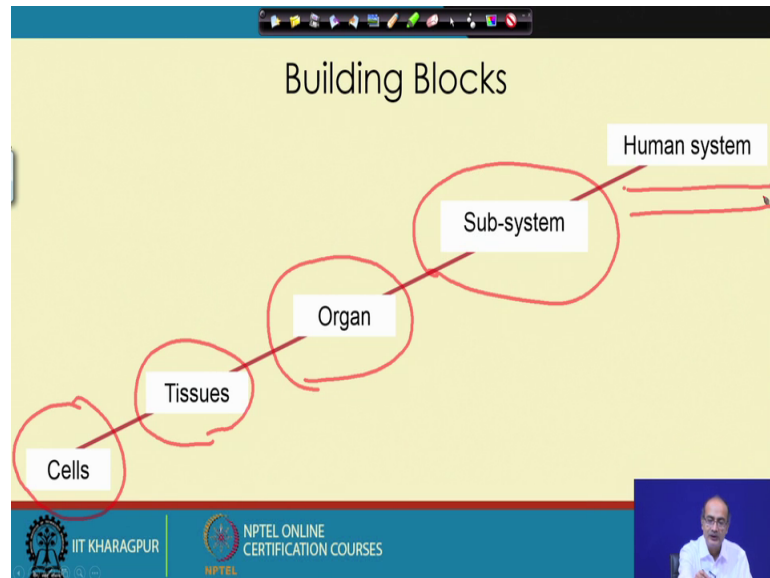 Building Blocks
Human system
Sub-system
Organ
Tissues
Cells
IIT KHARAGPUR
NPTEL
NPTEL ONLINE
CERTIFICATION COURSES